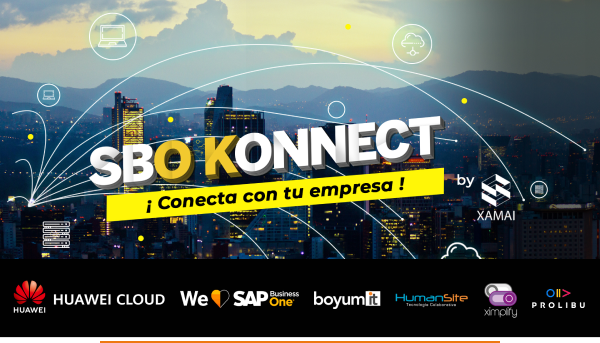 SBO KONNECT
¡ Conecta con tu empresa !
by
XAMAI
HUAWEI
HUAWEI CLOUD
We SAP Business One
boyum it
HumanSite
Tecnología Colaborativa
ximplify
PROLIBU